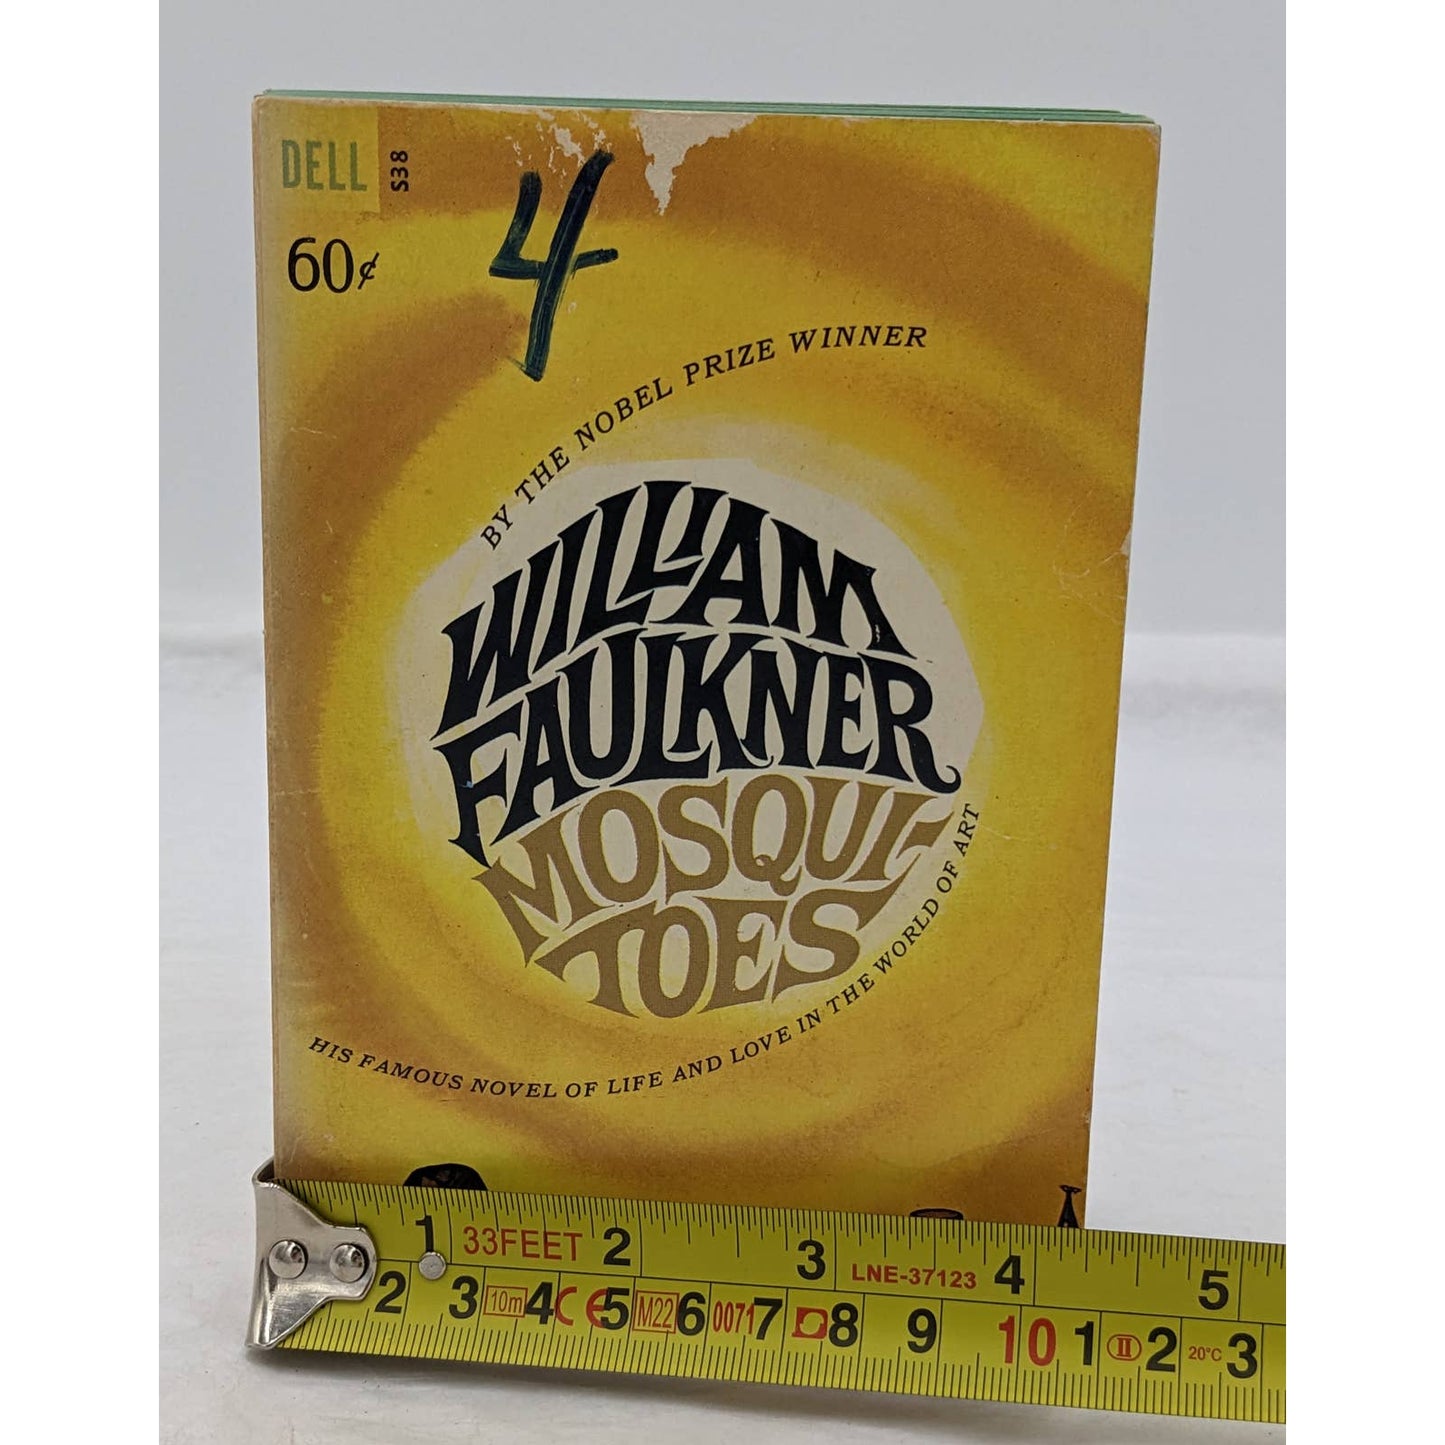 DELL
S38
60¢
4
BY THE NOBEL PRIZE WINNER
WILLIAM
FAULKNER
MOSQUI-
TOES
HIS FAMOUS NOVEL OF LIFE AND LOVE IN THE WORLD OF ART
1 33FEET 2 3 LNE-37123 4 5
2 3 10m 4 CE 5 M22 6 0071 7 8 9 10 1 II 2 20°C 3